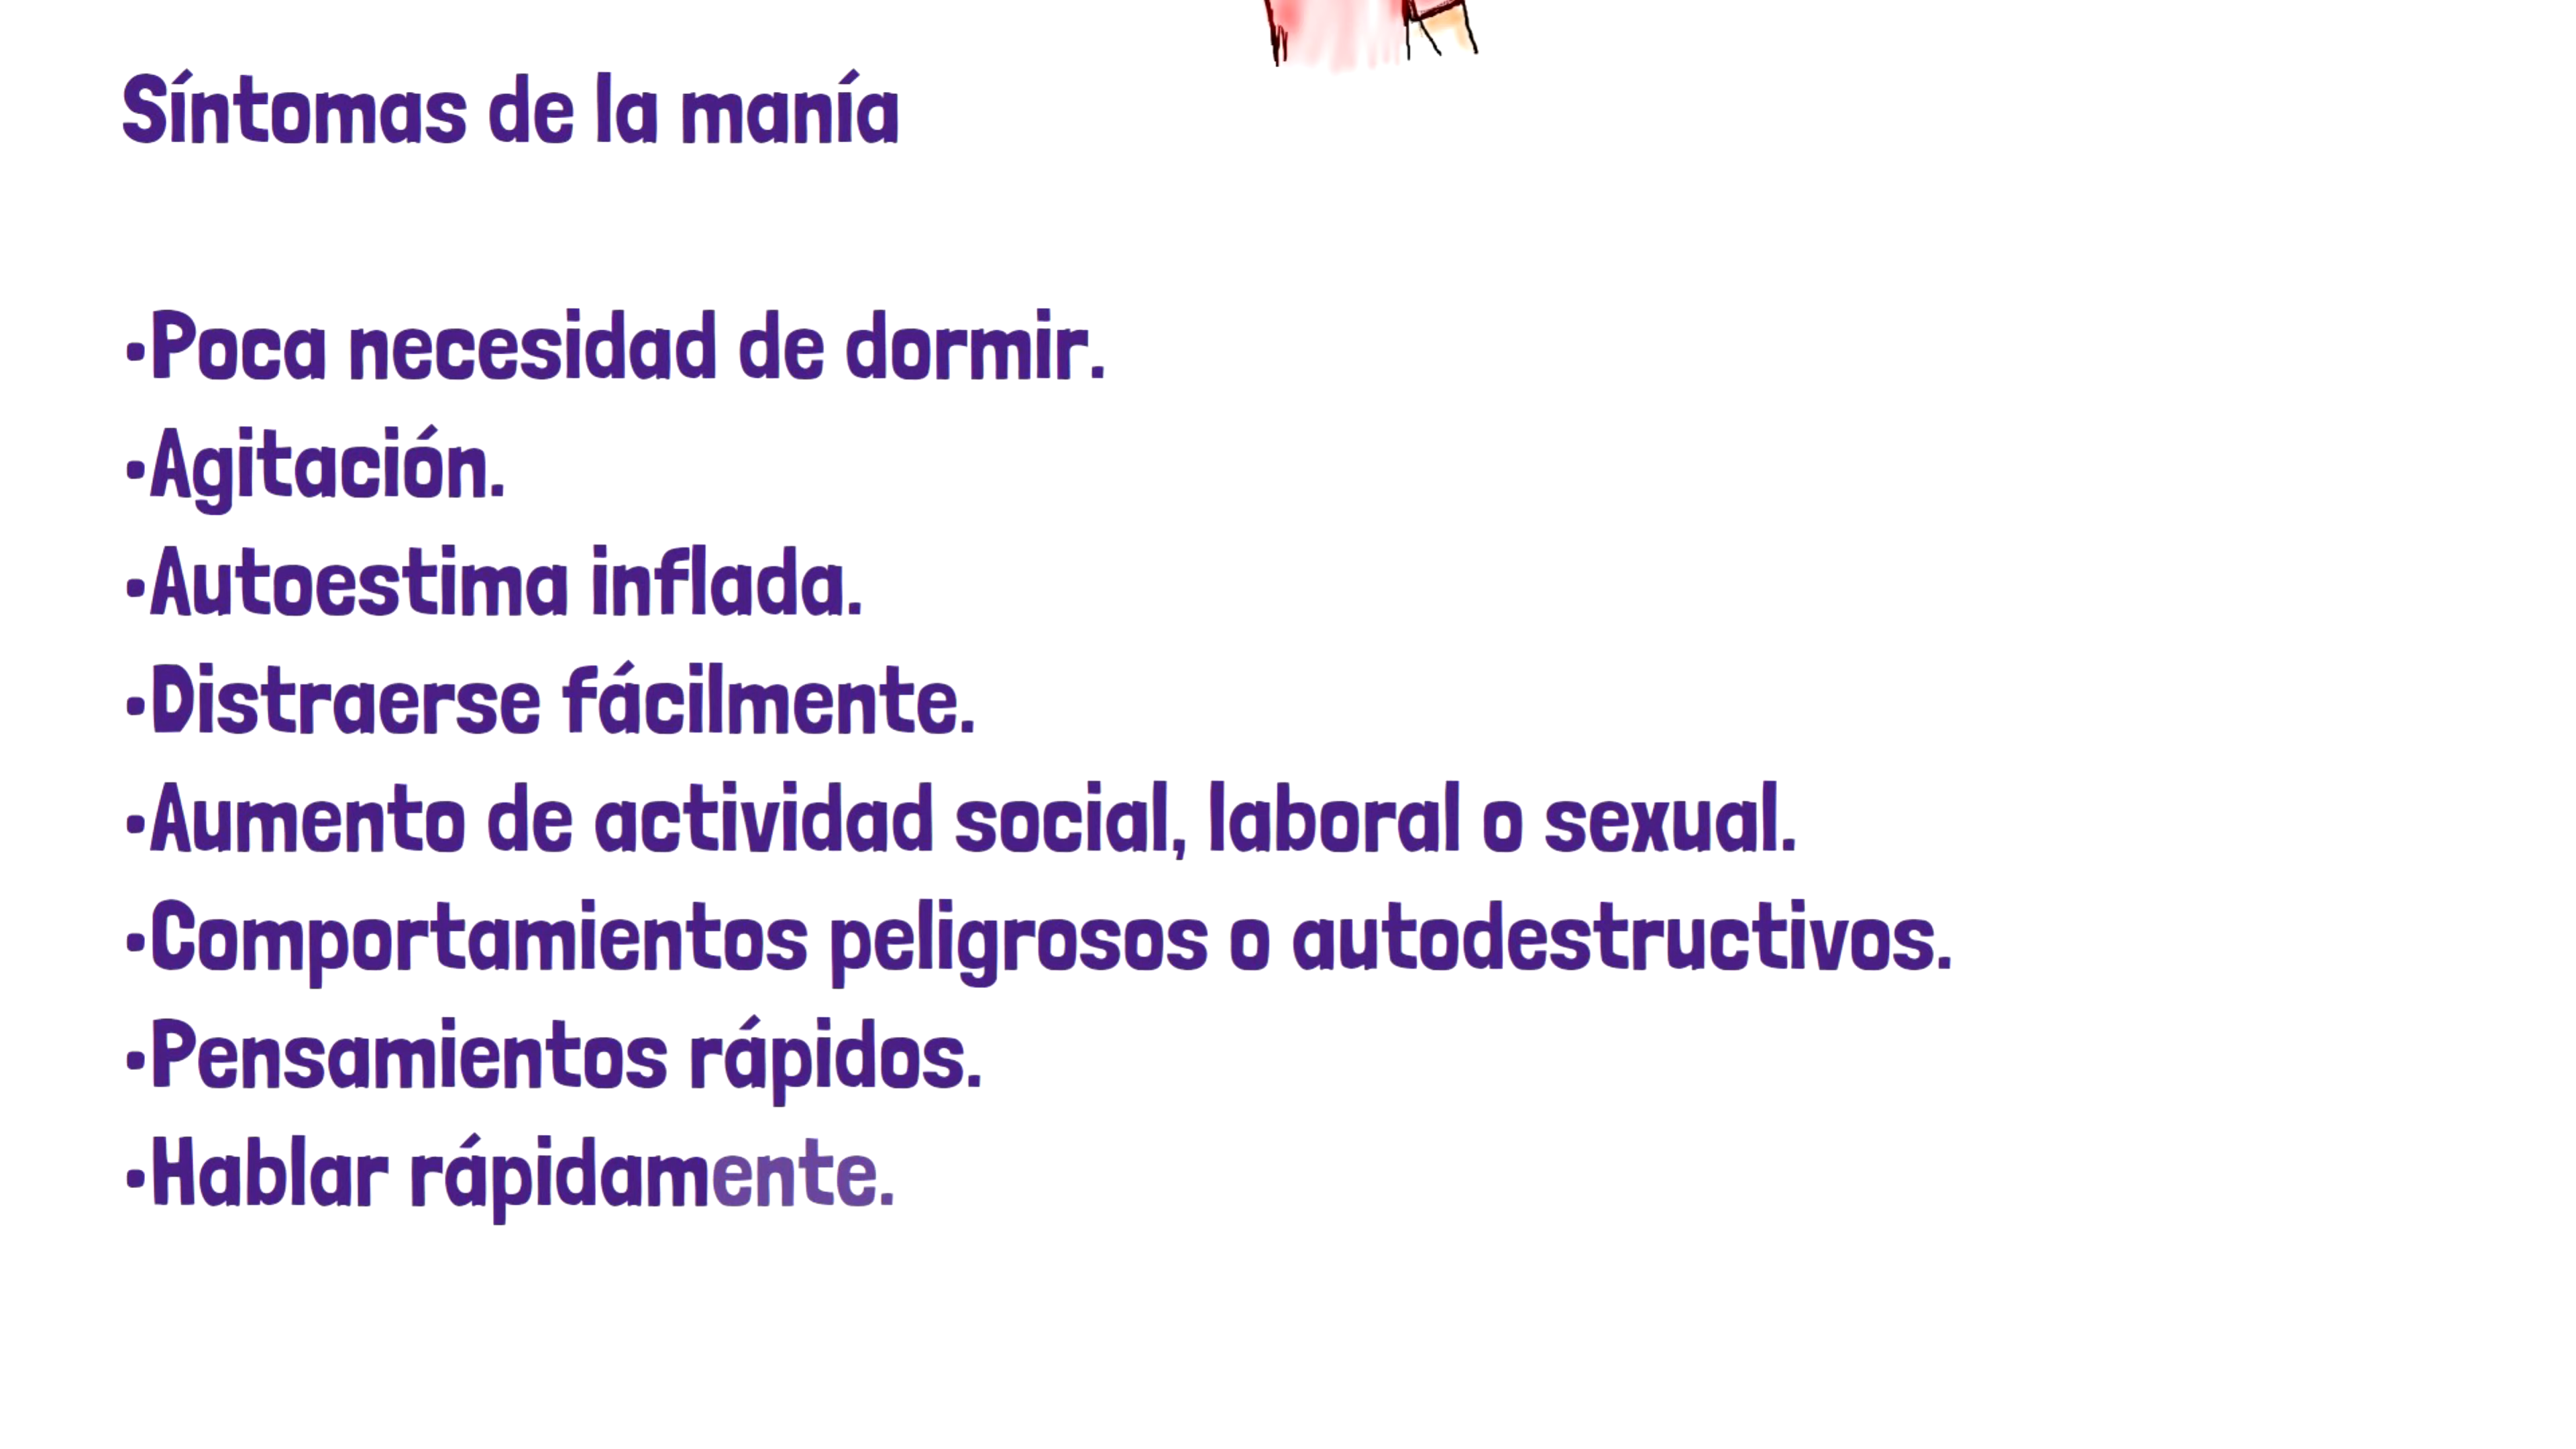 Síntomas de la manía
•Poca necesidad de dormir.
•Agitación.
•Autoestima inflada.
•Distraerse fácilmente.
•Aumento de actividad social, laboral o sexual.
•Comportamientos peligrosos o autodestructivos.
•Pensamientos rápidos.
•Hablar rápidamente.